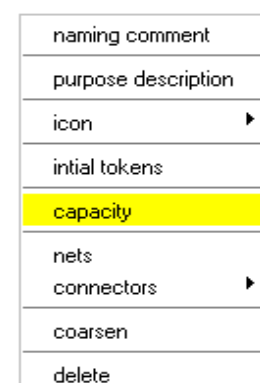 naming comment
purpose description
icon
intial tokens
capacity
nets
connectors
coarsen
delete